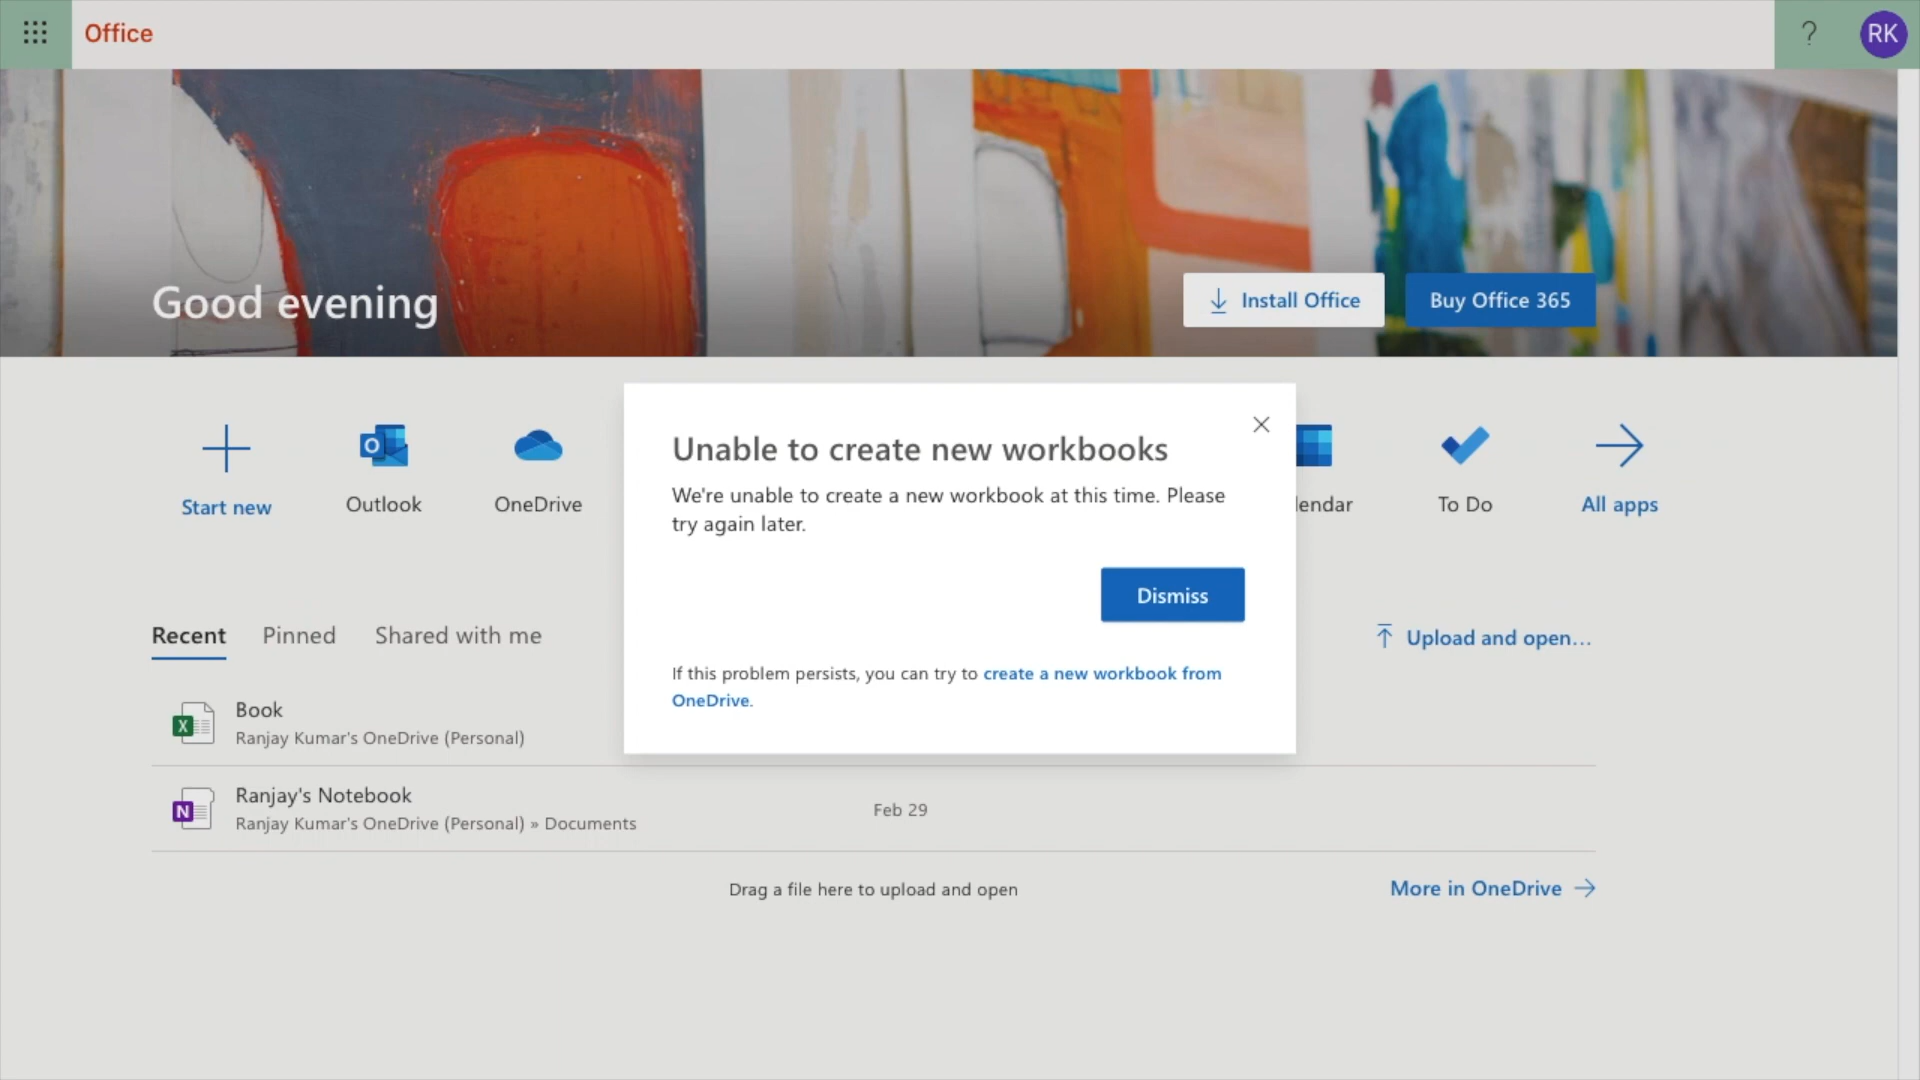 Office
?
RK
Good evening
Install Office
Buy Office 365
Start new
Outlook
OneDrive
lendar
To Do
All apps
Unable to create new workbooks
We're unable to create a new workbook at this time. Please
try again later.
Dismiss
If this problem persists, you can try to create a new workbook from
OneDrive.
Recent
Pinned
Shared with me
Upload and open...
X
Book
Ranjay Kumar's OneDrive (Personal)
N
Ranjay's Notebook
Ranjay Kumar's OneDrive (Personal) » Documents
Feb 29
Drag a file here to upload and open
More in OneDrive